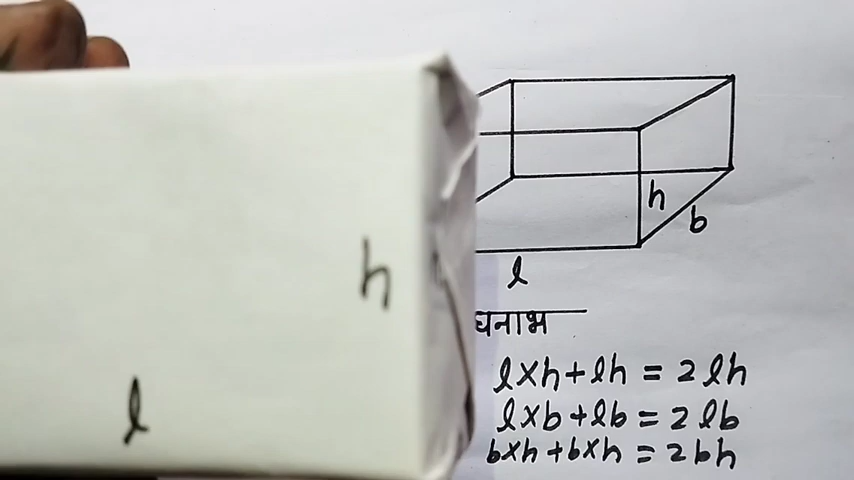 h
b
l
घनाभ
l×h+lh = 2lh
l×b+lb = 2lb
b×h+b×h = 2bh
h
l